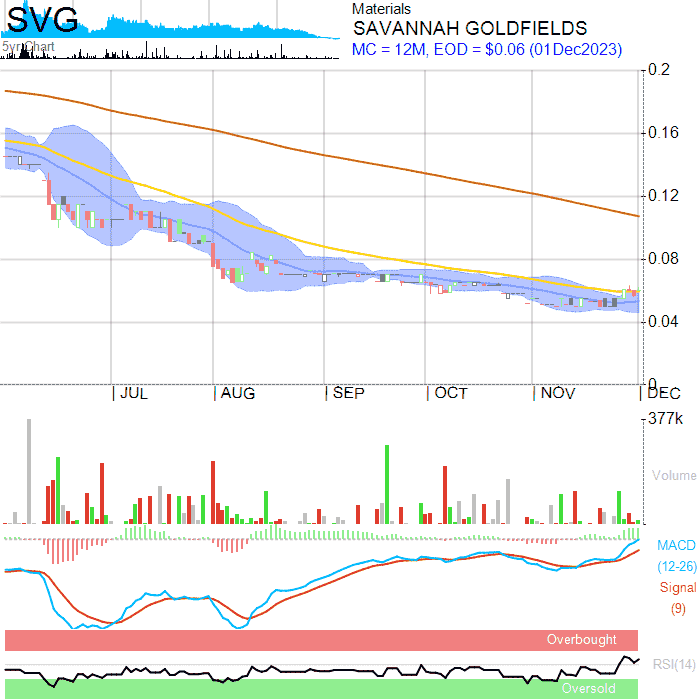 SVG
5yr Chart
Materials
SAVANNAH GOLDFIELDS
MC = 12M, EOD = $0.06 (01Dec2023)
0.2
0.16
0.12
0.08
0.04
0
JUL AUG SEP OCT NOV DEC
377k
Volume
MACD
(12-26)
Signal
(9)
Overbought
RSI(14)
Oversold